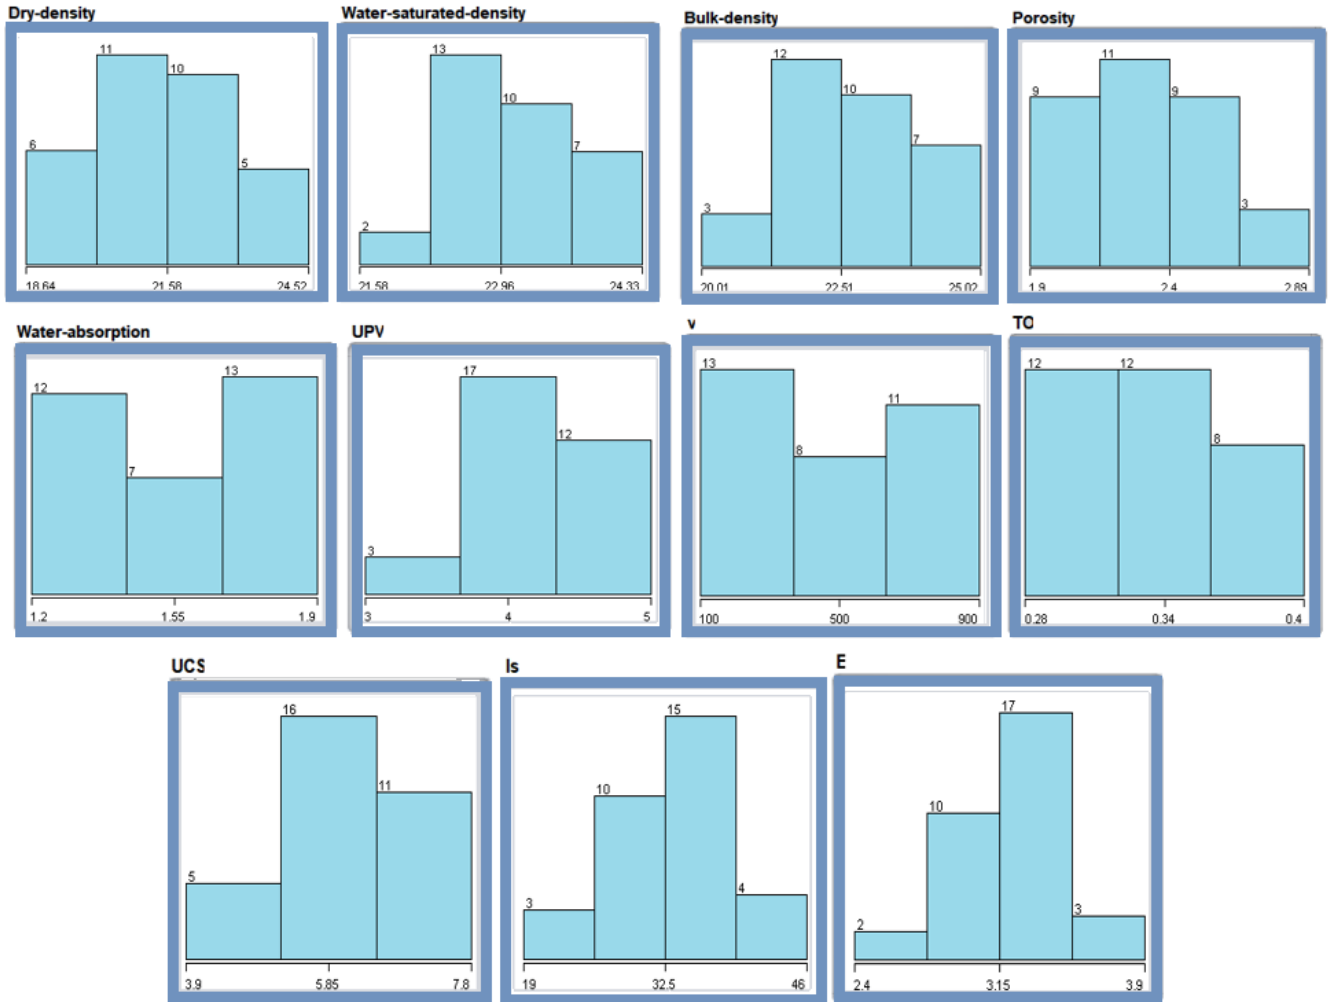 Dry-density
11
10
6
5
18.64 21.58 24.52
Water-saturated-density
13
10
7
2
21.58 22.96 24.33
Bulk-density
12
10
7
3
20.01 22.51 25.02
Porosity
11
9
9
3
1.9 2.4 2.89
Water-absorption
13
12
7
1.2 1.55 1.9
UPV
17
12
3
3 4 5
v
13
11
8
100 500 900
TO
12 12
8
0.28 0.34 0.4
UCS
16
11
5
3.9 5.85 7.8
Is
15
10
4
3
19 32.5 46
E
17
10
3
2
2.4 3.15 3.9